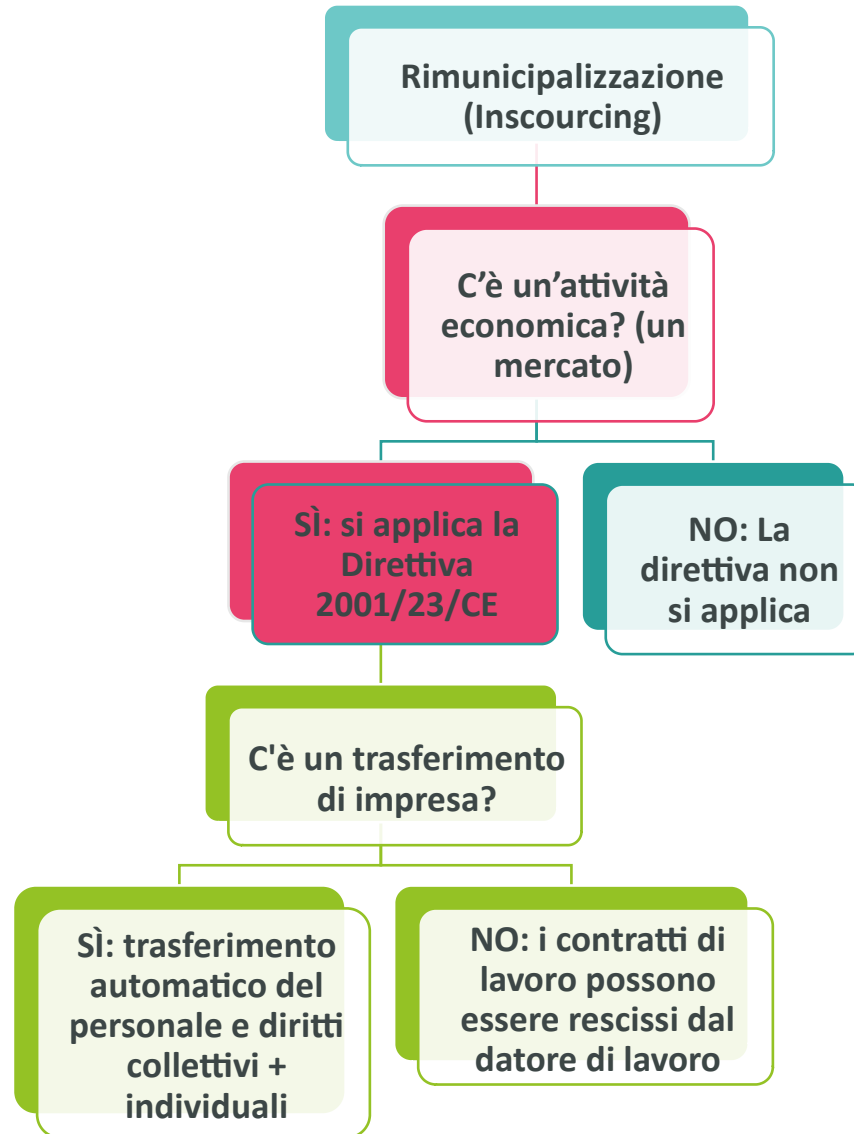 Rimunicipalizzazione
(Inscourcing)
C’è un’attività
economica? (un
mercato)
SÌ: si applica la
Direttiva
2001/23/CE
NO: La
direttiva non
si applica
C'è un trasferimento
di impresa?
SÌ: trasferimento
automatico del
personale e diritti
collettivi +
individuali
NO: i contratti di
lavoro possono
essere rescissi dal
datore di lavoro